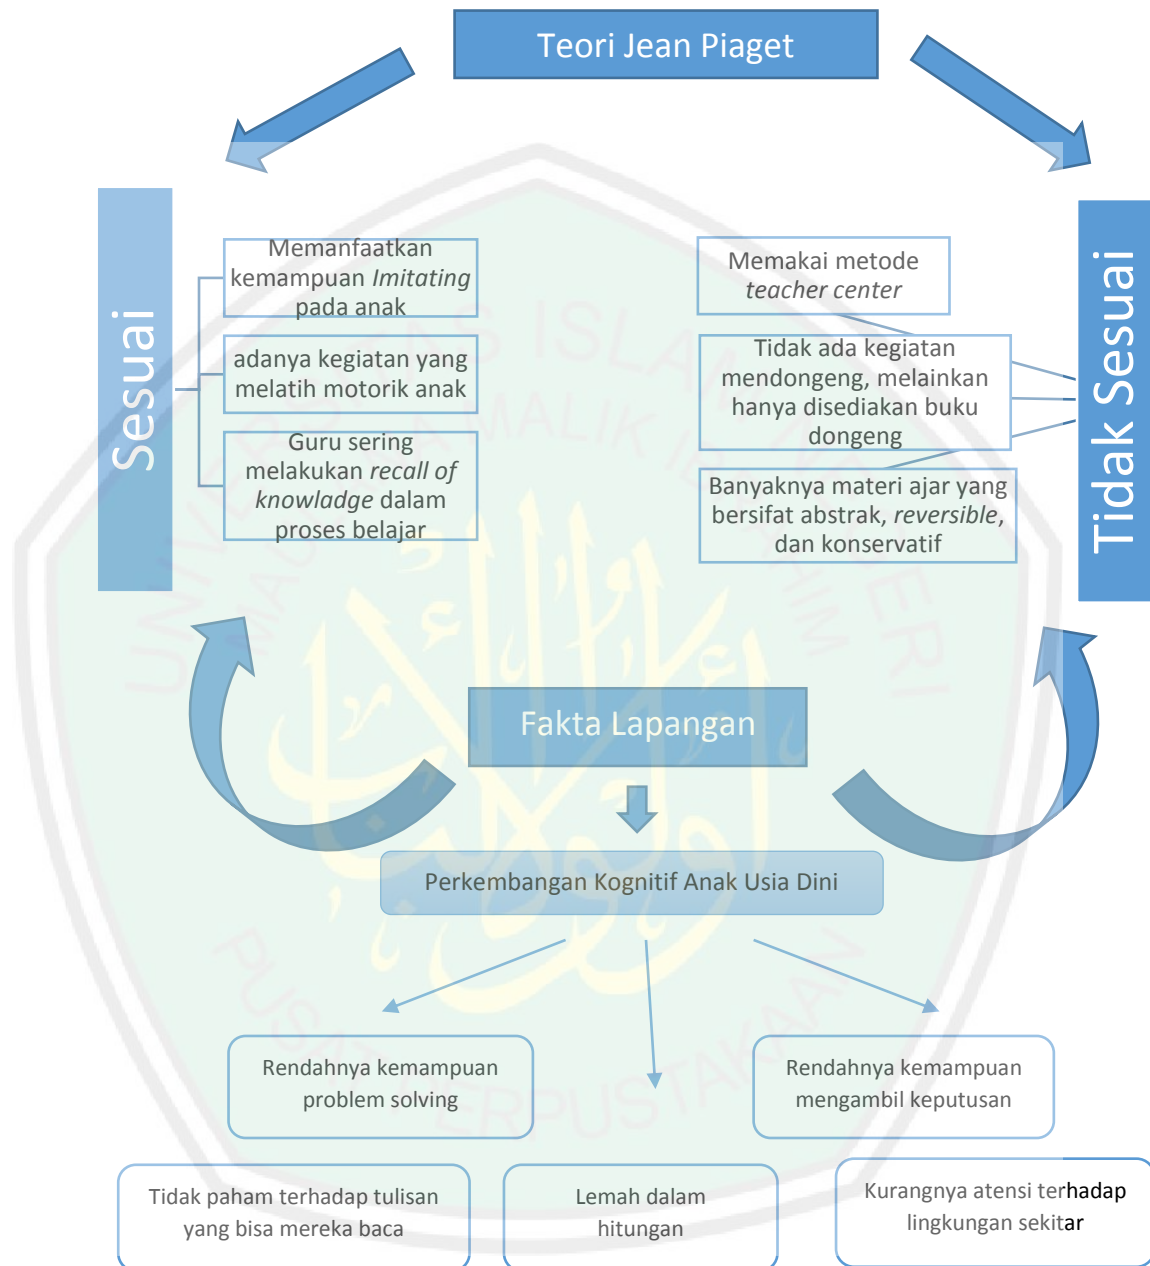 Teori Jean Piaget
Sesuai
Memanfaatkan
kemampuan Imitating
pada anak
adanya kegiatan yang
melatih motorik anak
Guru sering
melakukan recall of
knowladge dalam
proses belajar
Memakai metode
teacher center
Tidak ada kegiatan
mendongeng, melainkan
hanya disediakan buku
dongeng
Banyaknya materi ajar yang
bersifat abstrak, reversible,
dan konservatif
Tidak Sesuai
Fakta Lapangan
Perkembangan Kognitif Anak Usia Dini
Rendahnya kemampuan
problem solving
Rendahnya kemampuan
mengambil keputusan
Tidak paham terhadap tulisan
yang bisa mereka baca
Lemah dalam
hitungan
Kurangnya atensi terhadap
lingkungan sekitar
PUSAT PERPUSTAKAAN